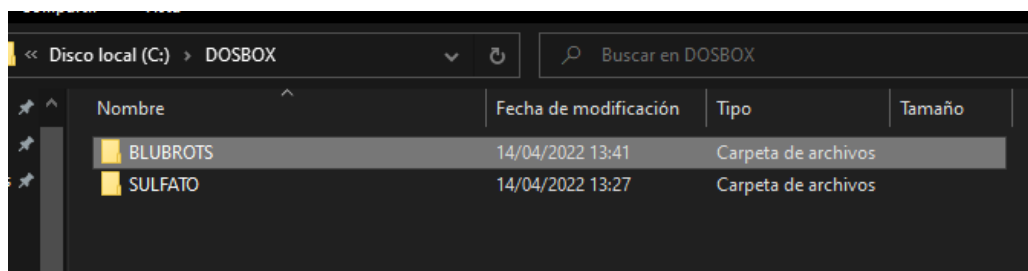 « Disco local (C:) > DOSBOX Buscar en DOSBOX
Nombre Fecha de modificación Tipo Tamaño
BLUBROTS 14/04/2022 13:41 Carpeta de archivos
SULFATO 14/04/2022 13:27 Carpeta de archivos